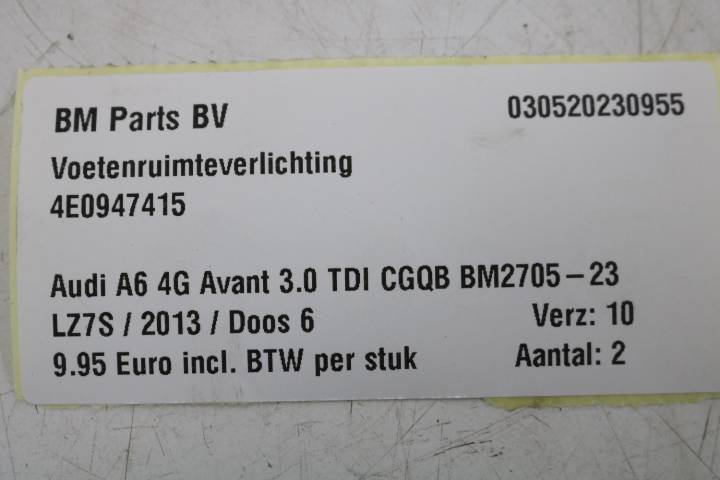 BM Parts BV 030520230955
Voetenruimteverlichting
4E0947415
Audi A6 4G Avant 3.0 TDI CGQB BM2705-23
LZ7S / 2013 / Doos 6 Verz: 10
9.95 Euro incl. BTW per stuk Aantal: 2